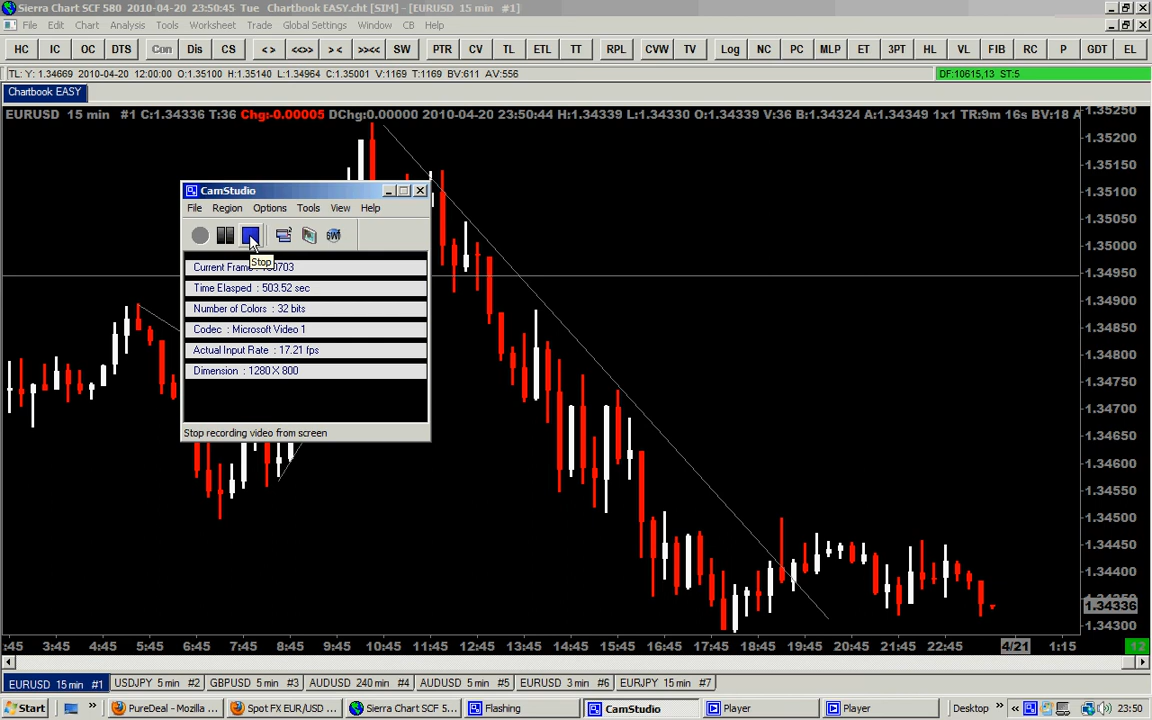 Sierra Chart SCF 580 2010-04-20 23:50:45 Tue Chartbook EASY.cht [SIM] - [EURUSD 15 min #1]
File Edit Chart Analysis Tools Worksheet Trade Global Settings Window CB Help
HC IC OC DTS Con Dis CS < > <<>> > < >><< SW PTR CV TL ETL TT RPL CVW TV Log NC PC MLP ET 3PT HL VL FIB RC P GDT EL
TL: Y: 1.34669 2010-04-20 12:00:00 O:1.35100 H:1.35140 L:1.34964 C:1.35001 V:1169 T:1169 BV:611 AV:556
DF:10615,13 ST:5
Chartbook EASY
EURUSD 15 min #1 C:1.34336 T:36 Chg:-0.00005 DChg:0.00000 2010-04-20 23:50:44 H:1.34339 L:1.34330 O:1.34339 V:36 B:1.34324 A:1.34349 1x1 TR:9m 16s BV:18 A
1.35250
1.35200
1.35150
1.35100
1.35050
1.35000
1.34950
1.34900
1.34850
1.34800
1.34750
1.34700
1.34650
1.34600
1.34550
1.34500
1.34450
1.34400
1.34336
1.34300
CamStudio
File Region Options Tools View Help
SWF
Stop
Current Frame
Time Elasped : 503.52 sec
Number of Colors : 32 bits
Codec : Microsoft Video 1
Actual Input Rate : 17.21 fps
Dimension : 1280 X 800
Stop recording video from screen
:45 3:45 4:45 5:45 6:45 7:45 8:45 9:45 10:45 11:45 12:45 13:45 14:45 15:45 16:45 17:45 18:45 19:45 20:45 21:45 22:45 4/21 1:15 12
EURUSD 15 min #1 USDJPY 5 min #2 GBPUSD 5 min #3 AUDUSD 240 min #4 AUDUSD 5 min #5 EURUSD 3 min #6 EURJPY 15 min #7
Start » PureDeal - Mozilla ... Spot FX EUR/USD ... Sierra Chart SCF 5... Flashing CamStudio Player Player Desktop » « 23:50